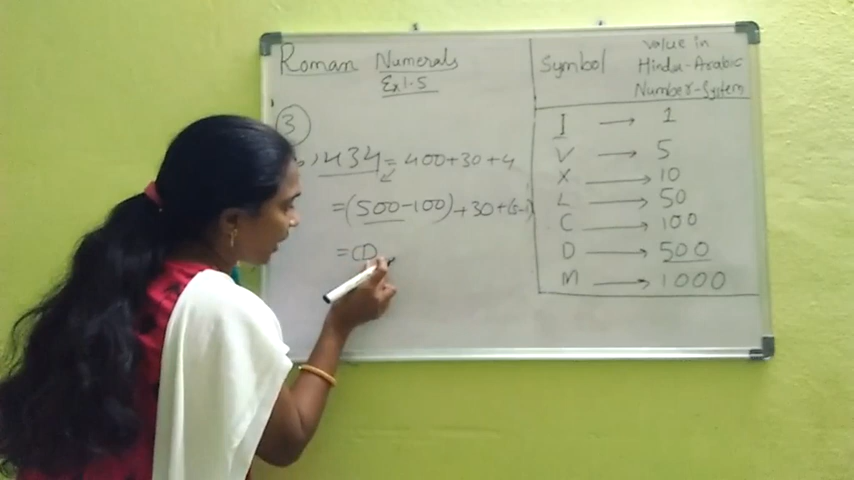 Roman Numerals
Ex 1.5
3
) 434 = 400+30+4
=(500-100)+30+(5-1)
=CD
Symbol
value in
Hindu-Arabic
Number-System
I → 1
V → 5
X → 10
L → 50
C → 100
D → 500
M → 1000